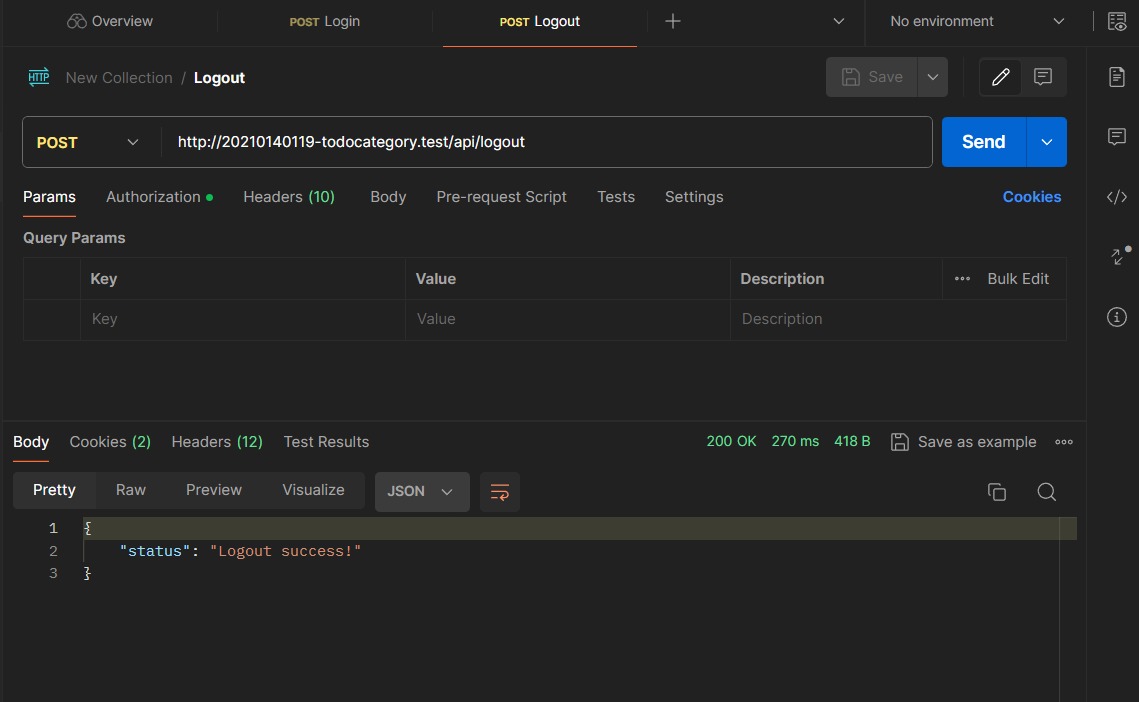 Overview POST Login POST Logout No environment
HTTP New Collection / Logout Save
POST http://20210140119-todocategory.test/api/logout Send
Params Authorization Headers (10) Body Pre-request Script Tests Settings Cookies
Query Params
Key Value Description Bulk Edit
Key Value Description
Body Cookies (2) Headers (12) Test Results 200 OK 270 ms 418 B Save as example
Pretty Raw Preview Visualize JSON
1 {
2 "status": "Logout success!"
3 }